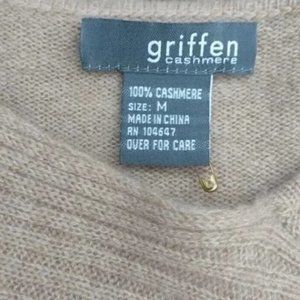 griffen
cashmere
100% CASHMERE
SIZE: M
MADE IN CHINA
RN 104647
OVER FOR CARE